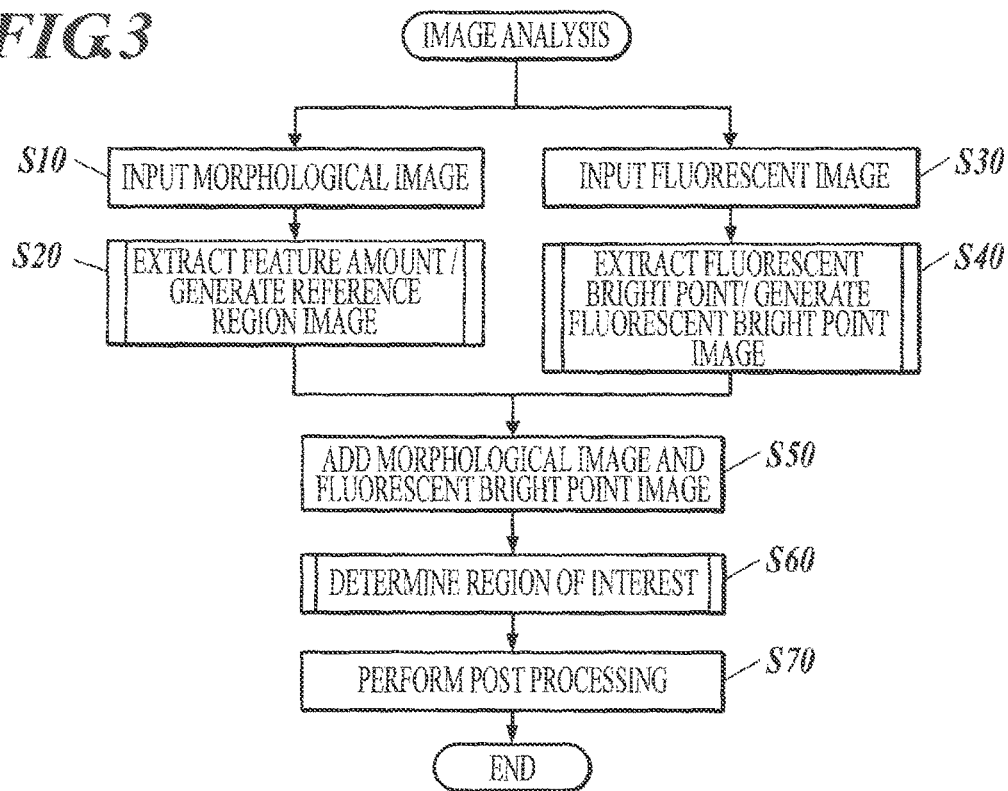 FIG.3
IMAGE ANALYSIS
S10
INPUT MORPHOLOGICAL IMAGE
INPUT FLUORESCENT IMAGE
S30
S20
EXTRACT FEATURE AMOUNT /
GENERATE REFERENCE
REGION IMAGE
EXTRACT FLUORESCENT
BRIGHT POINT/ GENERATE
FLUORESCENT BRIGHT POINT
IMAGE
S40
ADD MORPHOLOGICAL IMAGE AND
FLUORESCENT BRIGHT POINT IMAGE
S50
DETERMINE REGION OF INTEREST
S60
PERFORM POST PROCESSING
S70
END